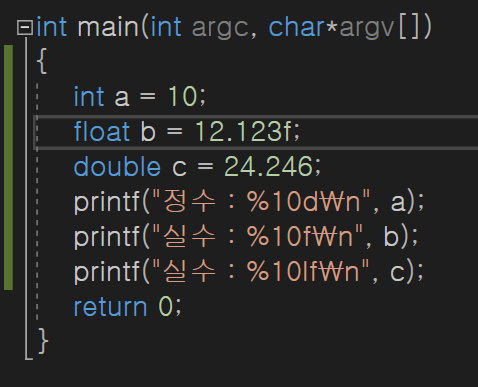 int main(int argc, char*argv[])
{
int a = 10;
float b = 12.123f;
double c = 24.246;
printf("정수 : %10d₩n", a);
printf("실수 : %10f₩n", b);
printf("실수 : %10lf₩n", c);
return 0;
}